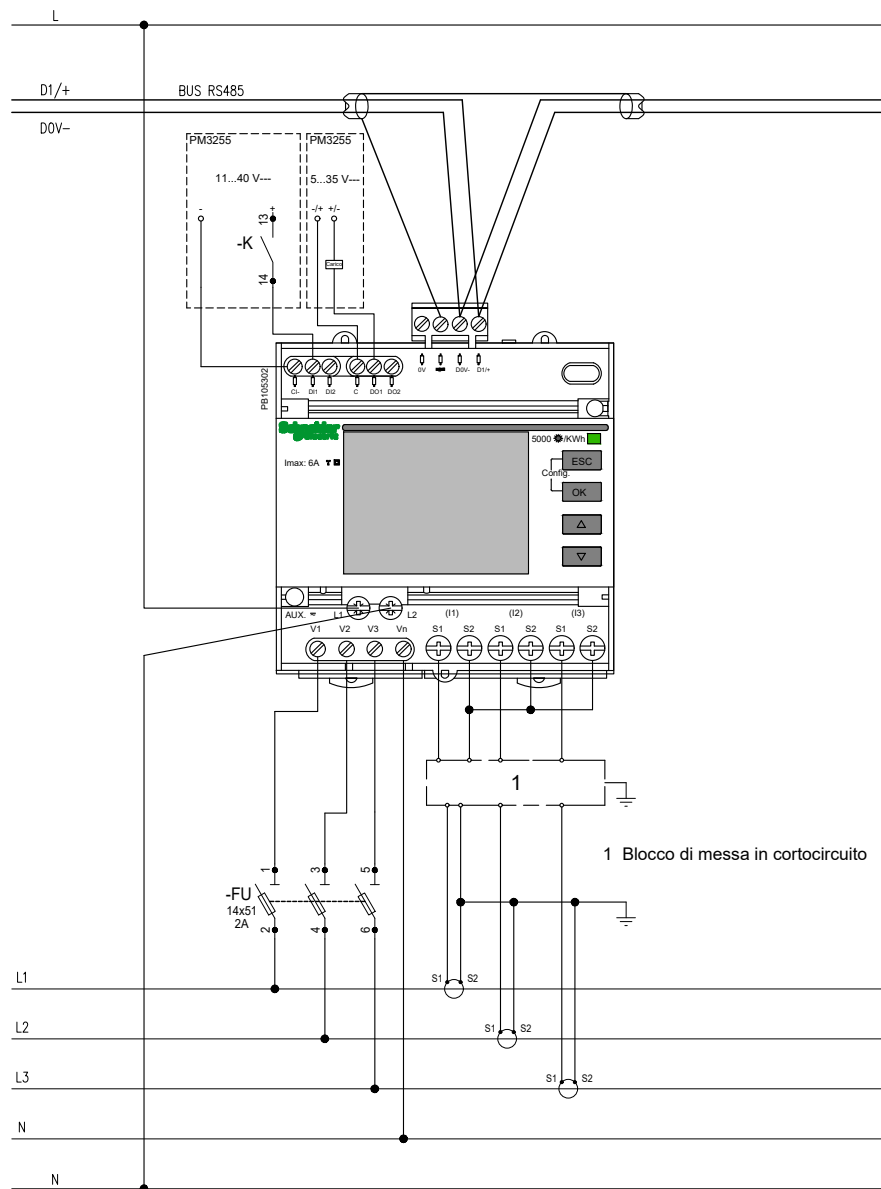 L
D1/+ BUS RS485
D0V-
PM3255 PM3255
11...40 V--- 5...35 V---
- + -/+ +/-
13
-K
14
Carico
0V D0V- D1/+
CI- DI1 DI2 C DO1 DO2
PB105302
Schneider
Electric
5000 /KWh
Imax: 6A
ESC
Config.
OK
AUX. L1 L2 (I1) (I2) (I3)
V1 V2 V3 Vn S1 S2 S1 S2 S1 S2
1
1 Blocco di messa in cortocircuito
1 3 5
-FU
14x51
2A
2 4 6
L1 S1 S2
L2 S1 S2
L3 S1 S2
N
N